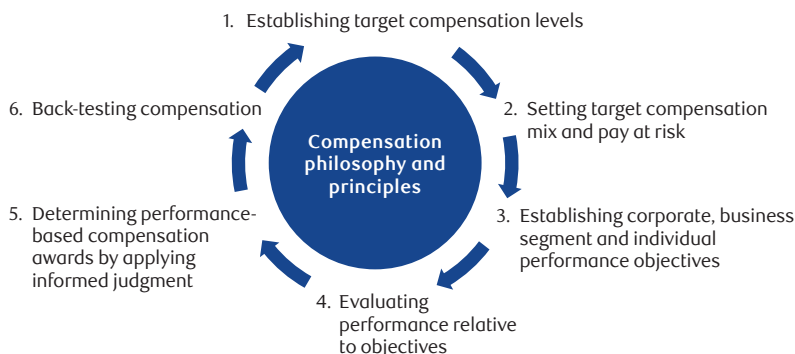 1. Establishing target compensation levels
2. Setting target compensation
mix and pay at risk
3. Establishing corporate, business
segment and individual
performance objectives
4. Evaluating
performance relative
to objectives
5. Determining performance-
based compensation
awards by applying
informed judgment
6. Back-testing compensation
Compensation
philosophy and
principles